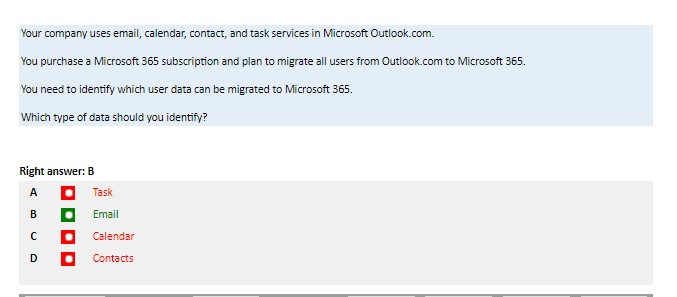 Your company uses email, calendar, contact, and task services in Microsoft Outlook.com.
You purchase a Microsoft 365 subscription and plan to migrate all users from Outlook.com to Microsoft 365.
You need to identify which user data can be migrated to Microsoft 365.
Which type of data should you identify?
Right answer: B
A Task
B Email
C Calendar
D Contacts